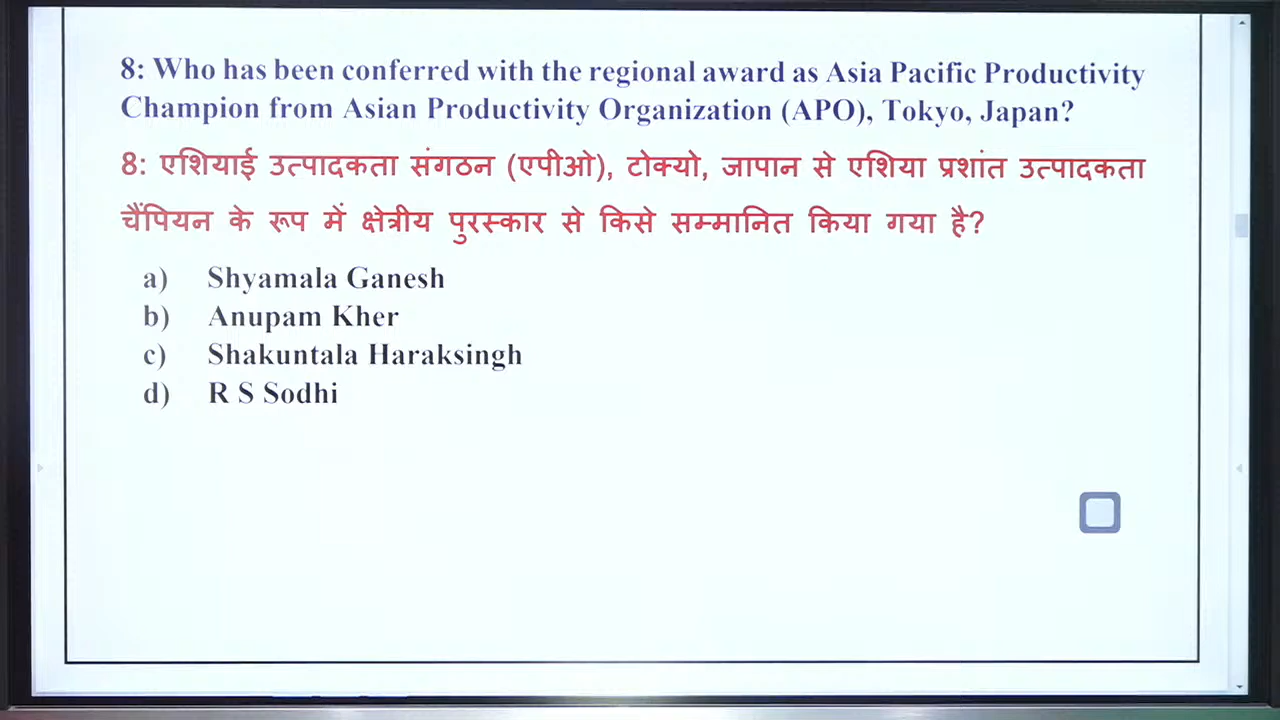 8: Who has been conferred with the regional award as Asia Pacific Productivity
Champion from Asian Productivity Organization (APO), Tokyo, Japan?
8: एशियाई उत्पादकता संगठन (एपीओ), टोक्यो, जापान से एशिया प्रशांत उत्पादकता
चैंपियन के रूप में क्षेत्रीय पुरस्कार से किसे सम्मानित किया गया है?
a) Shyamala Ganesh
b) Anupam Kher
c) Shakuntala Haraksingh
d) R S Sodhi